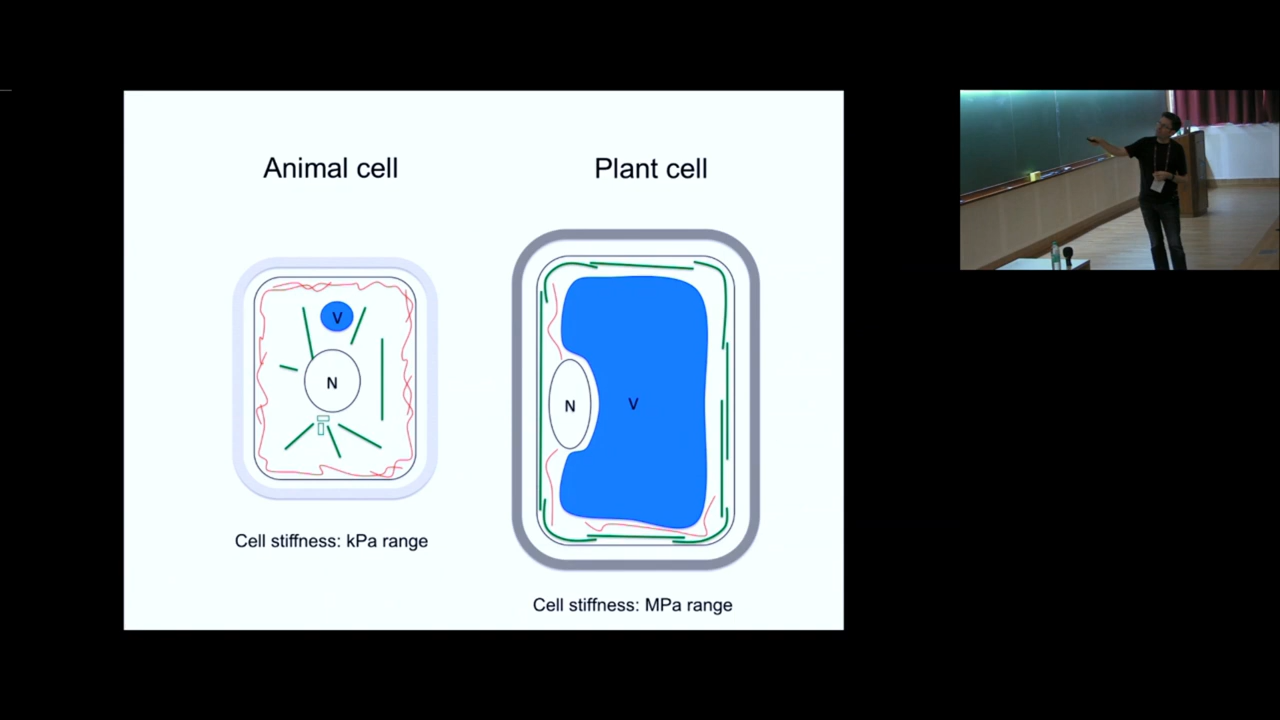 Animal cell
Plant cell
V
N
N
V
Cell stiffness: kPa range
Cell stiffness: MPa range